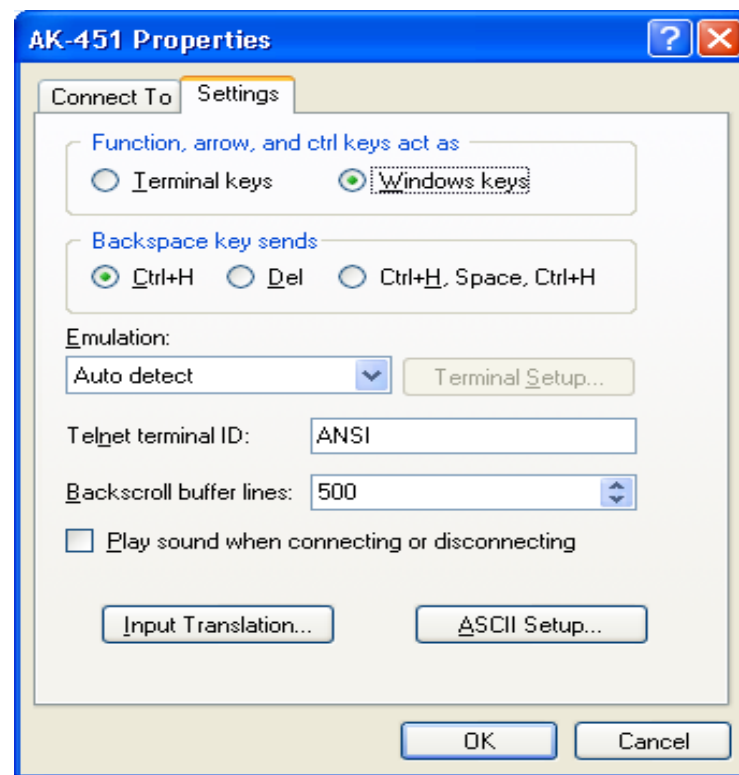 AK-451 Properties
Connect To Settings
Function, arrow, and ctrl keys act as
Terminal keys Windows keys
Backspace key sends
Ctrl+H Del Ctrl+H, Space, Ctrl+H
Emulation:
Auto detect Terminal Setup...
Telnet terminal ID: ANSI
Backscroll buffer lines: 500
Play sound when connecting or disconnecting
Input Translation... ASCII Setup...
OK Cancel